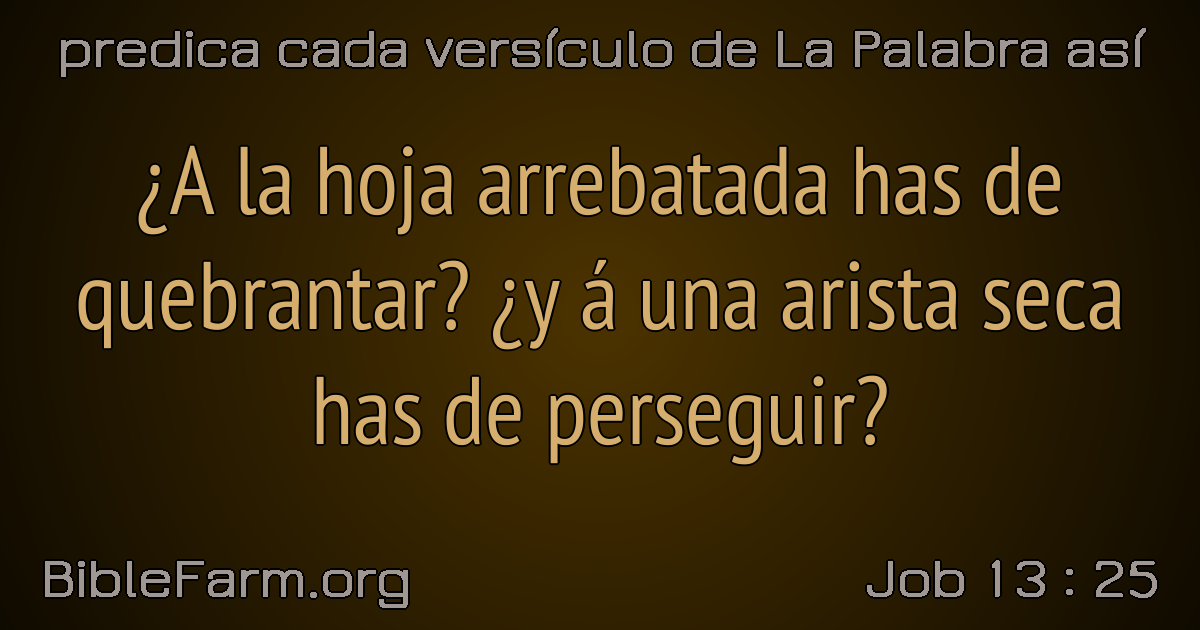 predica cada versículo de La Palabra así
¿A la hoja arrebatada has de
quebrantar? ¿y á una arista seca
has de perseguir?
BibleFarm.org
Job 13 : 25